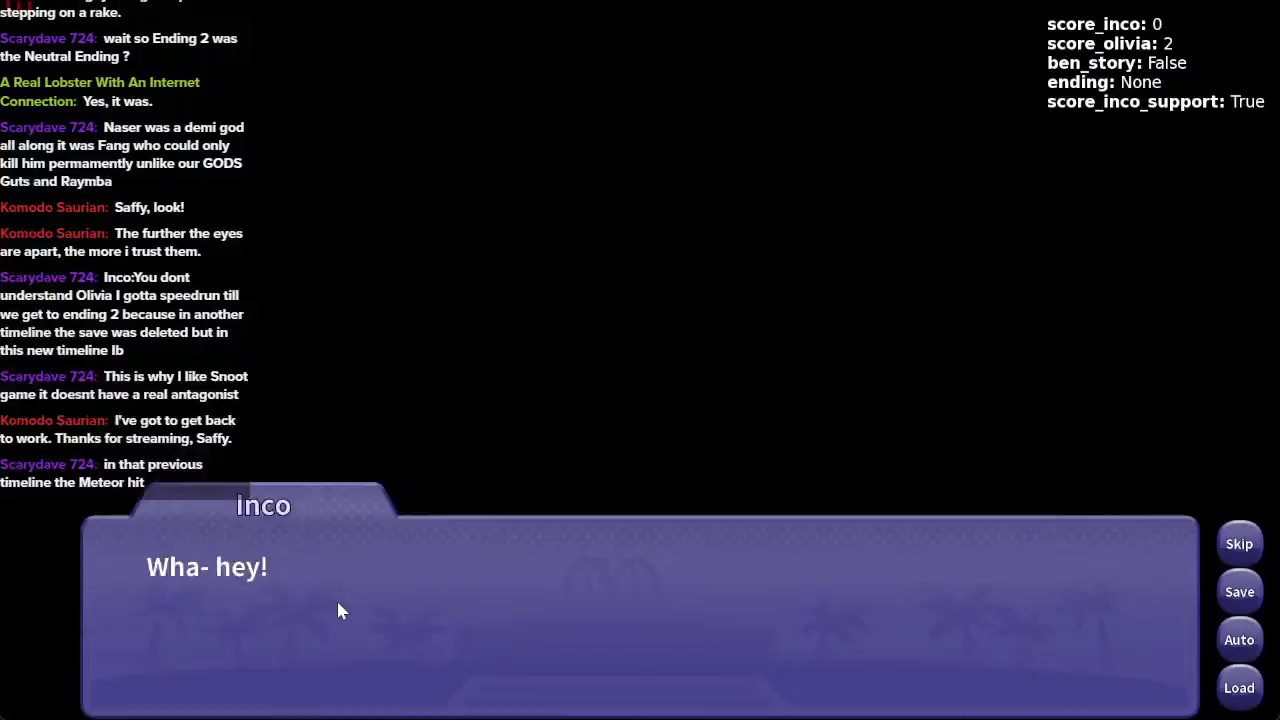 stepping on a rake.
Scarydave 724: wait so Ending 2 was
the Neutral Ending ?
A Real Lobster With An Internet
Connection: Yes, it was.
Scarydave 724: Naser was a demi god
all along it was Fang who could only
kill him permamently unlike our GODS
Guts and Raymba
Komodo Saurian: Saffy, look!
Komodo Saurian: The further the eyes
are apart, the more i trust them.
Scarydave 724: Inco:You dont
understand Olivia I gotta speedrun till
we get to ending 2 because in another
timeline the save was deleted but in
this new timeline Ib
Scarydave 724: This is why I like Snoot
game it doesnt have a real antagonist
Komodo Saurian: I've got to get back
to work. Thanks for streaming, Saffy.
Scarydave 724: in that previous
timeline the Meteor hit
score_inco: 0
score_olivia: 2
ben_story: False
ending: None
score_inco_support: True
Inco
Wha- hey!
Skip
Save
Auto
Load